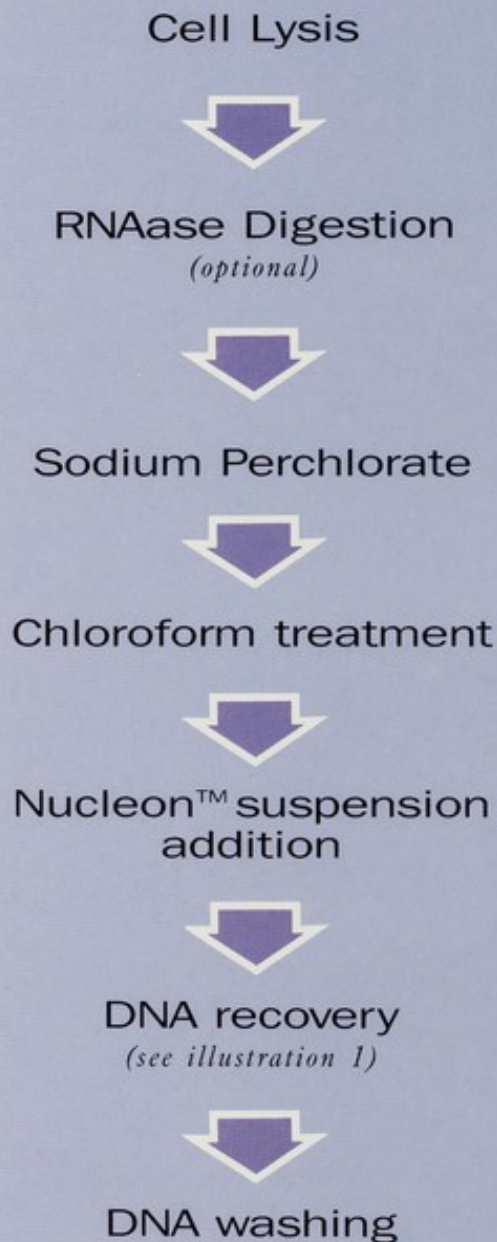 Cell Lysis
RNAase Digestion
(optional)
Sodium Perchlorate
Chloroform treatment
Nucleon™ suspension
addition
DNA recovery
(see illustration 1)
DNA washing